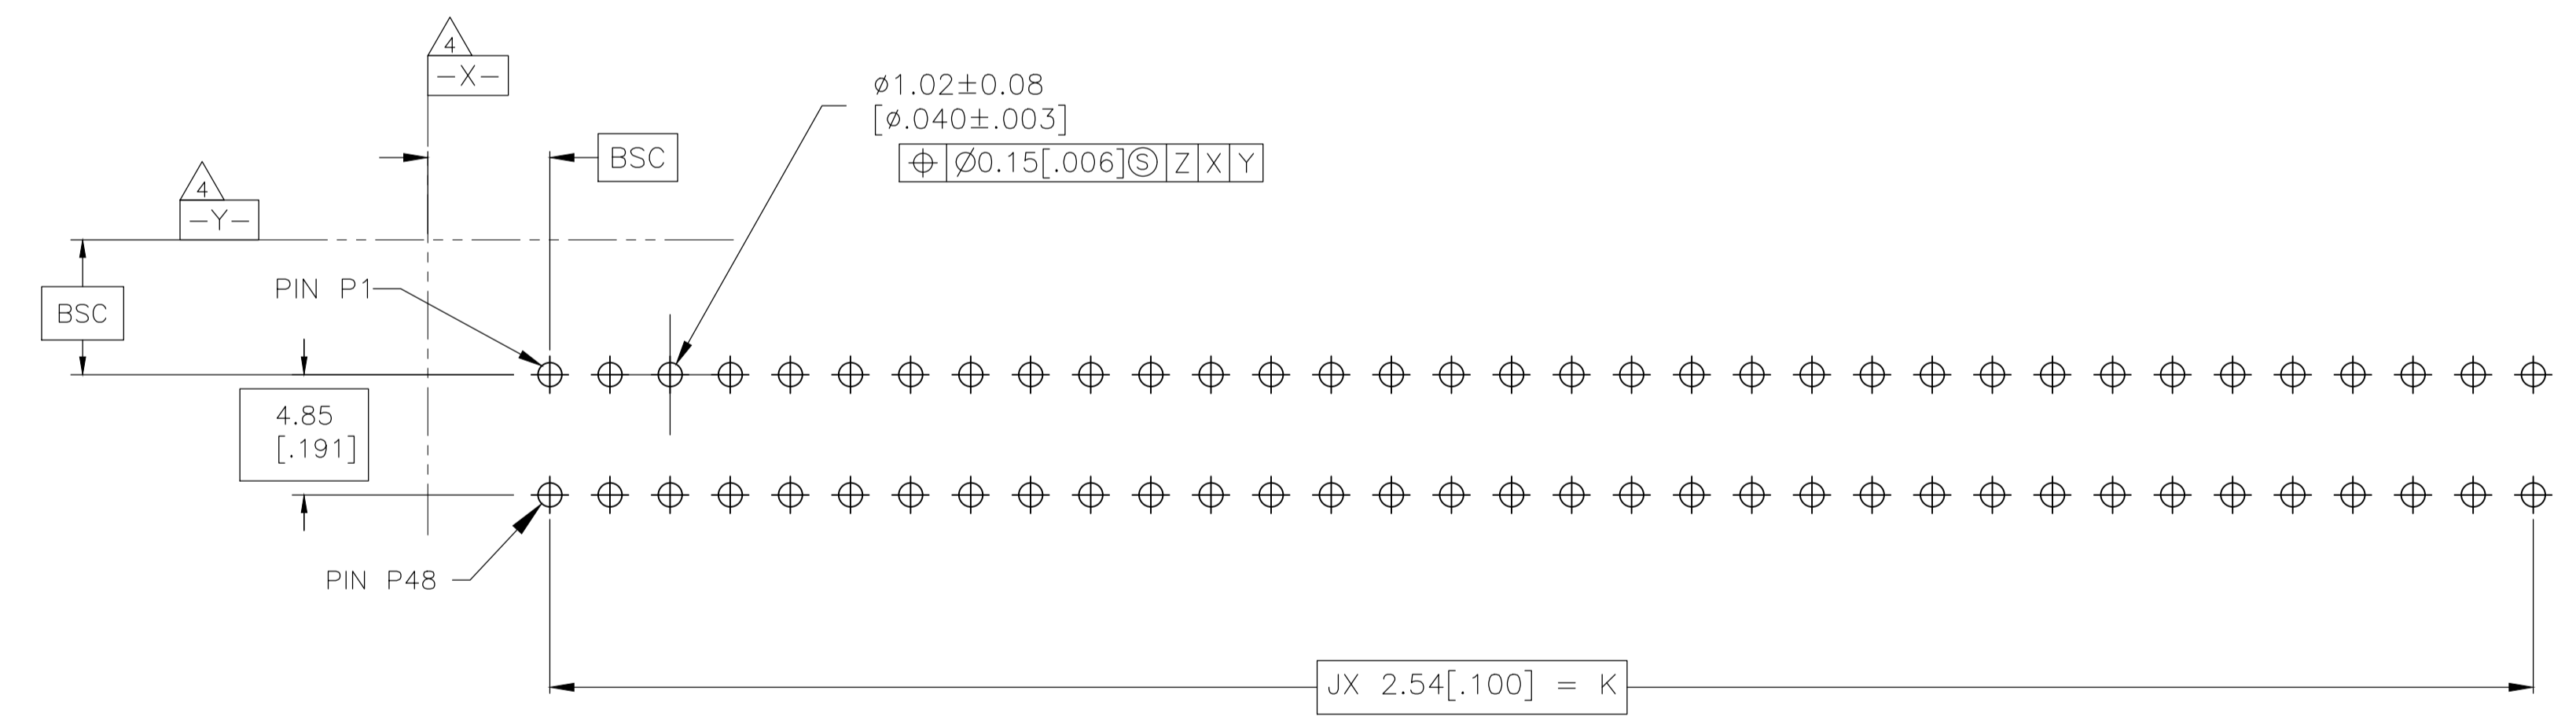 4
-X-
ø1.02±0.08
[ø.040±.003]
BSC
⌖ Ø0.15[.006]Ⓢ Z X Y
4
-Y-
PIN P1
BSC
4.85
[.191]
PIN P48
JX 2.54[.100] = K